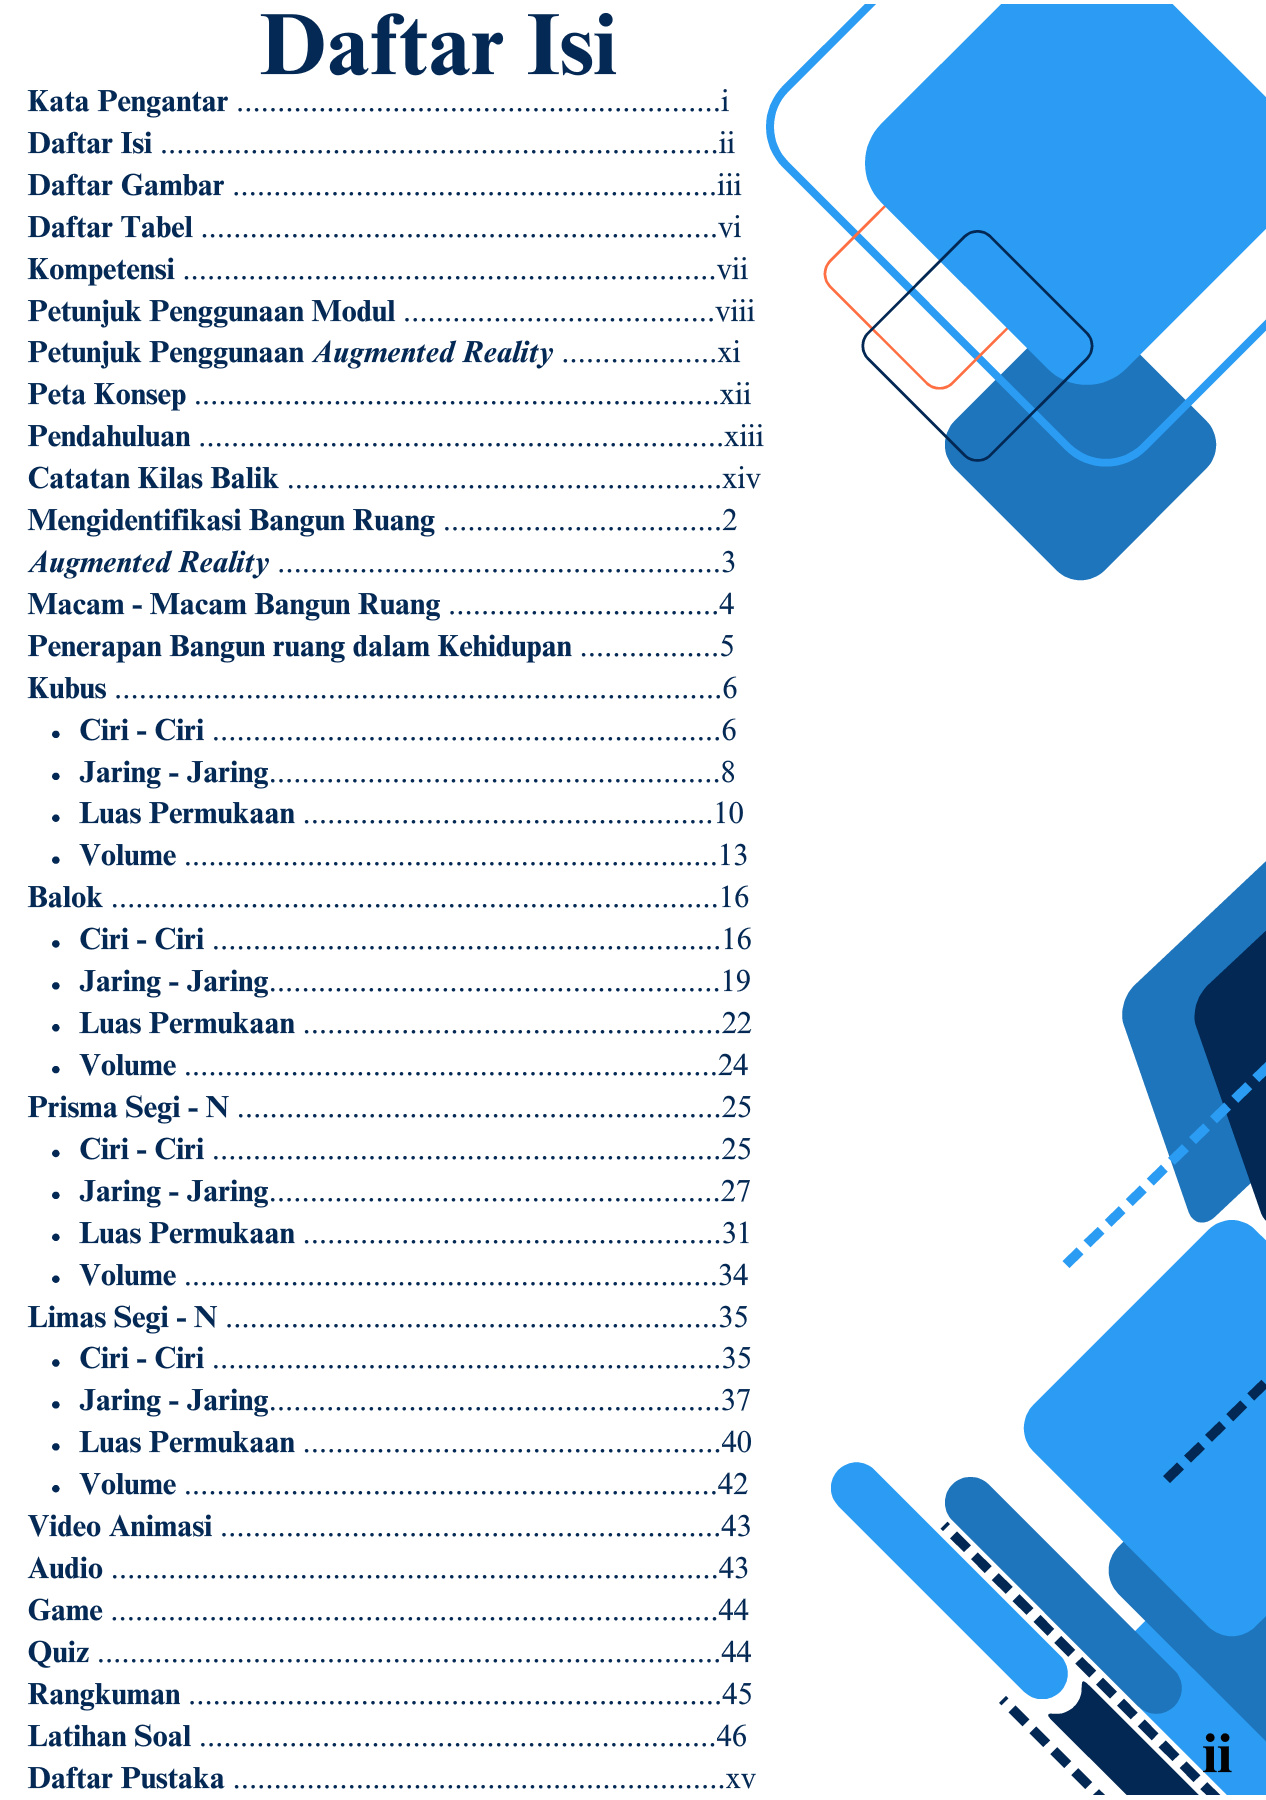 Daftar Isi
Kata Pengantar ...........................................................i
Daftar Isi ....................................................................ii
Daftar Gambar ...........................................................iii
Daftar Tabel ...............................................................vi
Kompetensi .................................................................vii
Petunjuk Penggunaan Modul ......................................viii
Petunjuk Penggunaan Augmented Reality ...................xi
Peta Konsep ................................................................xii
Pendahuluan ................................................................xiii
Catatan Kilas Balik .....................................................xiv
Mengidentifikasi Bangun Ruang ..................................2
Augmented Reality ......................................................3
Macam - Macam Bangun Ruang .................................4
Penerapan Bangun ruang dalam Kehidupan .................5
Kubus ..........................................................................6
• Ciri - Ciri ..............................................................6
• Jaring - Jaring.......................................................8
• Luas Permukaan ..................................................10
• Volume .................................................................13
Balok ..........................................................................16
• Ciri - Ciri ..............................................................16
• Jaring - Jaring.......................................................19
• Luas Permukaan ...................................................22
• Volume .................................................................24
Prisma Segi - N ...........................................................25
• Ciri - Ciri ..............................................................25
• Jaring - Jaring.......................................................27
• Luas Permukaan ...................................................31
• Volume .................................................................34
Limas Segi - N ............................................................35
• Ciri - Ciri ..............................................................35
• Jaring - Jaring.......................................................37
• Luas Permukaan ...................................................40
• Volume .................................................................42
Video Animasi .............................................................43
Audio ..........................................................................43
Game ..........................................................................44
Quiz ............................................................................44
Rangkuman .................................................................45
Latihan Soal ...............................................................46
Daftar Pustaka ............................................................xv
ii